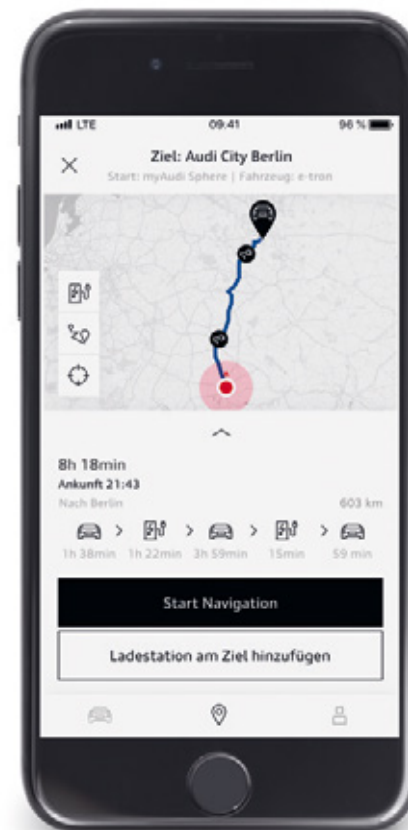 LTE 09:41 96 %
Ziel: Audi City Berlin
Start: myAudi Sphere | Fahrzeug: e-tron
8h 18min
Ankunft 21:43
Nach Berlin 603 km
1h 38min 1h 22min 3h 59min 15min 59 min
Start Navigation
Ladestation am Ziel hinzufügen